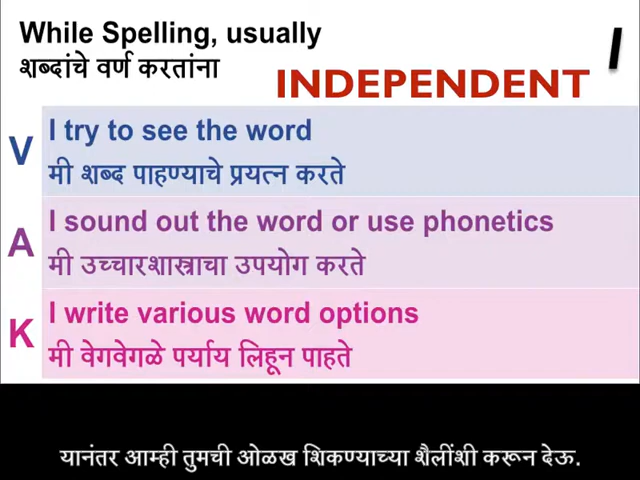 While Spelling, usually
शब्दांचे वर्ण करतांना
INDEPENDENT
I
V
I try to see the word
मी शब्द पाहण्याचे प्रयत्न करते
A
I sound out the word or use phonetics
मी उच्चारशास्त्राचा उपयोग करते
K
I write various word options
मी वेगवेगळे पर्याय लिहून पाहते
यानंतर आम्ही तुमची ओळख शिकण्याच्या शैलींशी करून देऊ.